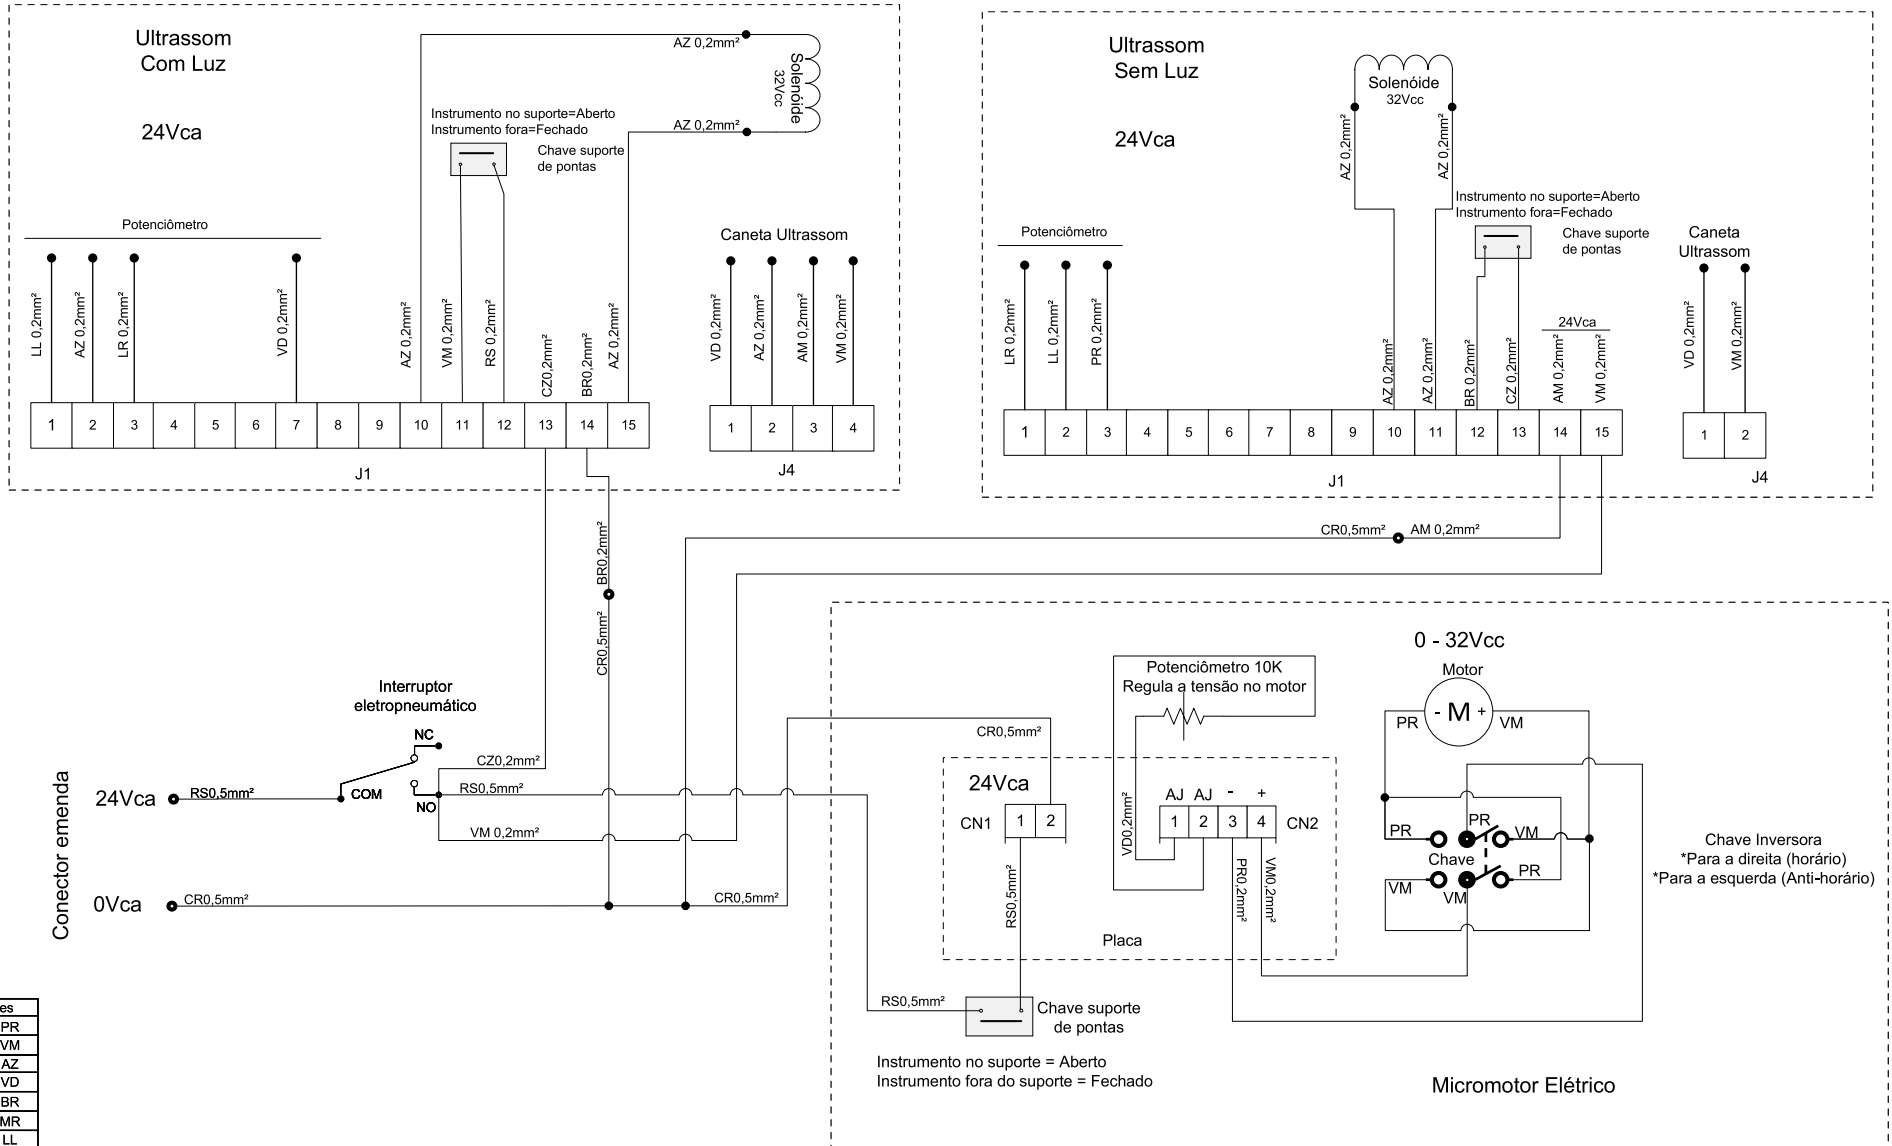 Ultrassom
Com Luz
24Vca
AZ 0,2mm²
Solenóide
32Vcc
AZ 0,2mm²
Instrumento no suporte=Aberto
Instrumento fora=Fechado
Chave suporte
de pontas
Potenciômetro
LL 0,2mm²
AZ 0,2mm²
LR 0,2mm²
VD 0,2mm²
AZ 0,2mm²
VM 0,2mm²
RS 0,2mm²
CZ0,2mm²
BR0,2mm²
AZ 0,2mm²
1 2 3 4 5 6 7 8 9 10 11 12 13 14 15
J1
Caneta Ultrassom
VD 0,2mm²
AZ 0,2mm²
AM 0,2mm²
VM 0,2mm²
1 2 3 4
J4
Ultrassom
Sem Luz
24Vca
Solenóide
32Vcc
AZ 0,2mm²
AZ 0,2mm²
Instrumento no suporte=Aberto
Instrumento fora=Fechado
Chave suporte
de pontas
Potenciômetro
LR 0,2mm²
LL 0,2mm²
PR 0,2mm²
AZ 0,2mm²
AZ 0,2mm²
BR 0,2mm²
CZ 0,2mm²
24Vca
AM 0,2mm²
VM 0,2mm²
1 2 3 4 5 6 7 8 9 10 11 12 13 14 15
J1
Caneta
Ultrassom
VD 0,2mm²
VM 0,2mm²
1 2
J4
CR0,5mm² AM 0,2mm²
BR0,2mm²
CR0,5mm²
Interruptor
eletropneumático
NC
COM
NO
CZ0,2mm²
RS0,5mm²
VM 0,2mm²
Conector emenda
24Vca RS0,5mm²
0Vca CR0,5mm²
CR0,5mm²
CR0,5mm²
0 - 32Vcc
Motor
- M +
PR VM
Potenciômetro 10K
Regula a tensão no motor
24Vca
CN1 1 2
VD0,2mm²
AJ AJ - +
1 2 3 4 CN2
RS0,5mm²
PR0,2mm²
VM0,2mm²
Placa
PR PR VM
Chave
VM VM PR
Chave Inversora
*Para a direita (horário)
*Para a esquerda (Anti-horário)
RS0,5mm²
Chave suporte
de pontas
Instrumento no suporte = Aberto
Instrumento fora do suporte = Fechado
Micromotor Elétrico
es
PR
VM
AZ
VD
BR
MR
LL